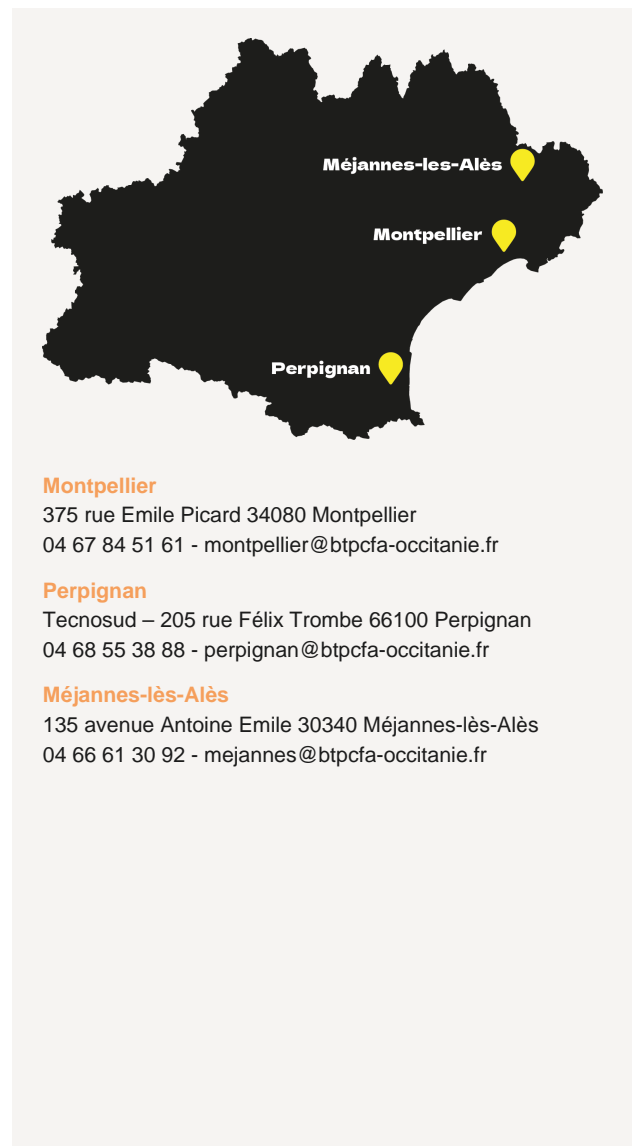 Méjannes-les-Alès
Montpellier
Perpignan
Montpellier
375 rue Emile Picard 34080 Montpellier
04 67 84 51 61 - montpellier@btpcfa-occitanie.fr
Perpignan
Tecnosud – 205 rue Félix Trombe 66100 Perpignan
04 68 55 38 88 - perpignan@btpcfa-occitanie.fr
Méjannes-lès-Alès
135 avenue Antoine Emile 30340 Méjannes-lès-Alès
04 66 61 30 92 - mejannes@btpcfa-occitanie.fr